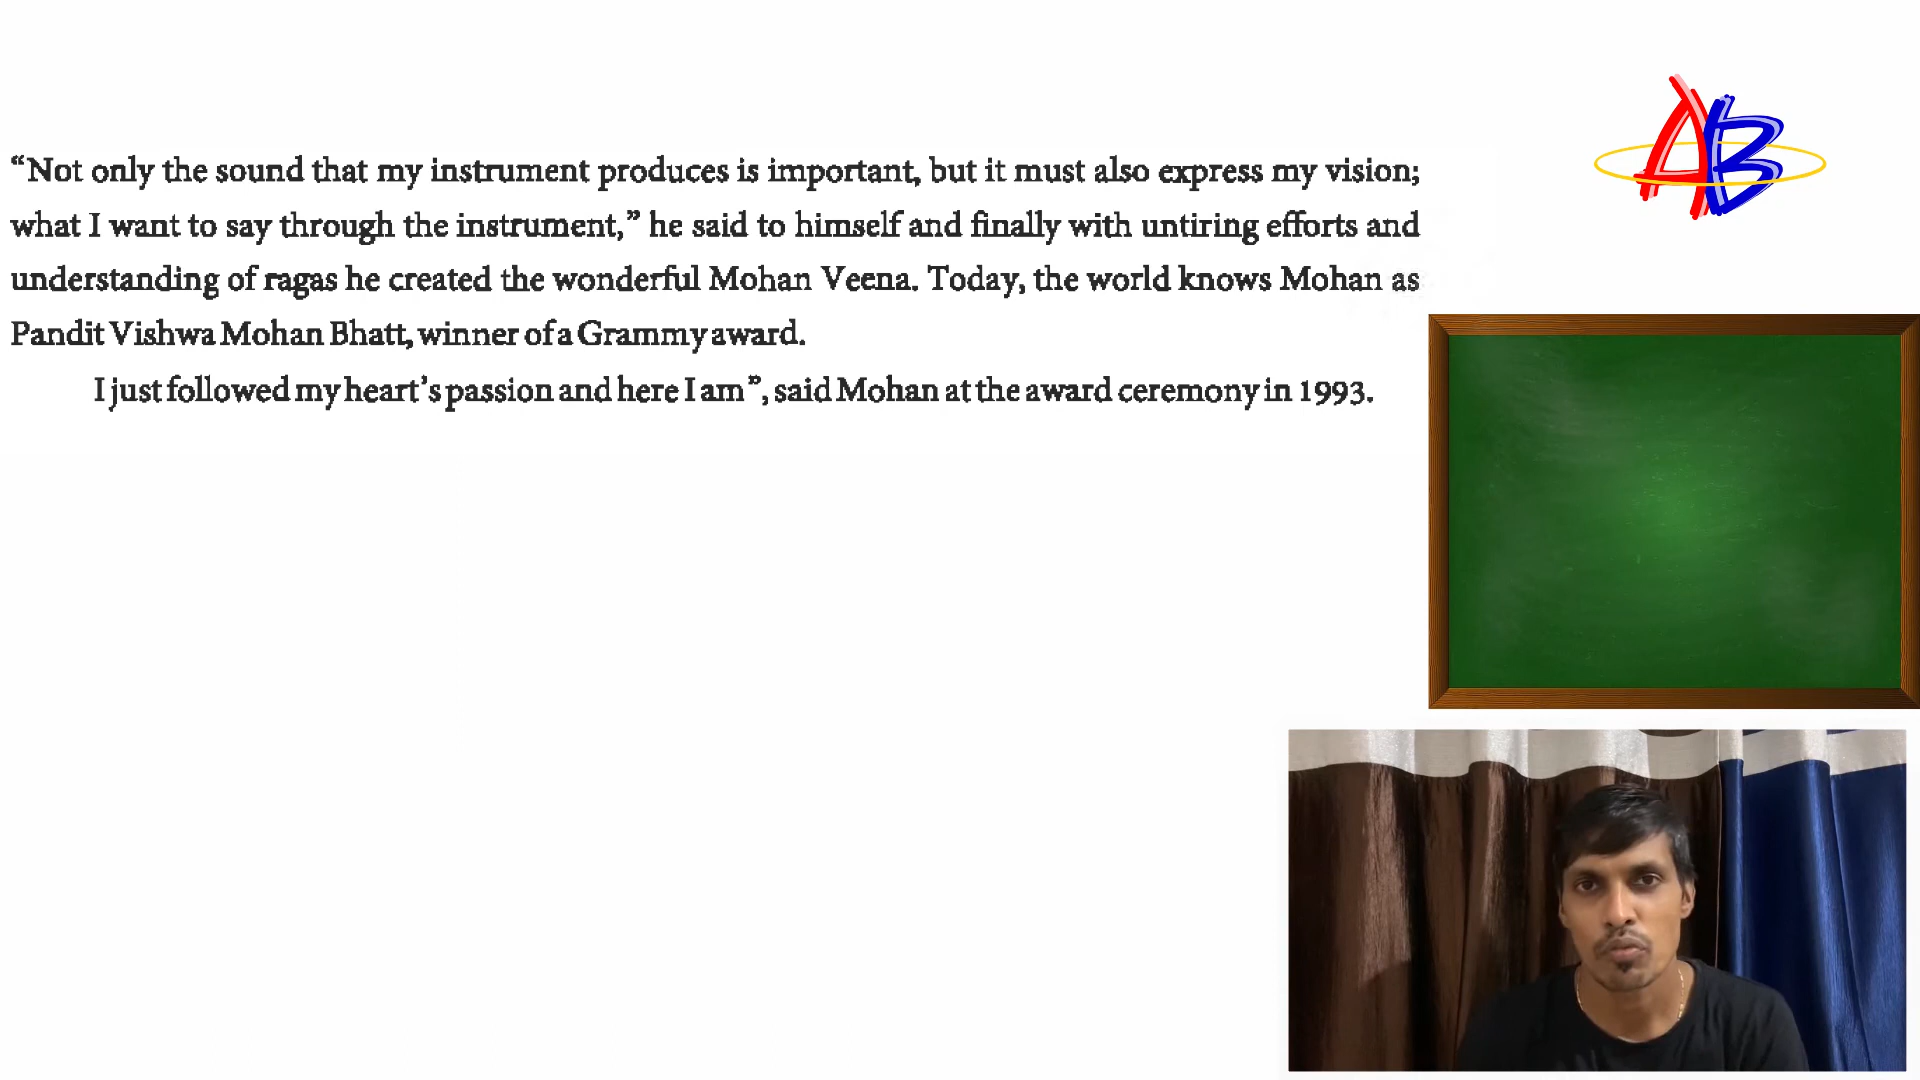 “Not only the sound that my instrument produces is important, but it must also express my vision;
what I want to say through the instrument,” he said to himself and finally with untiring efforts and
understanding of ragas he created the wonderful Mohan Veena. Today, the world knows Mohan as
Pandit Vishwa Mohan Bhatt, winner of a Grammy award.
I just followed my heart’s passion and here I am”, said Mohan at the award ceremony in 1993.
AB